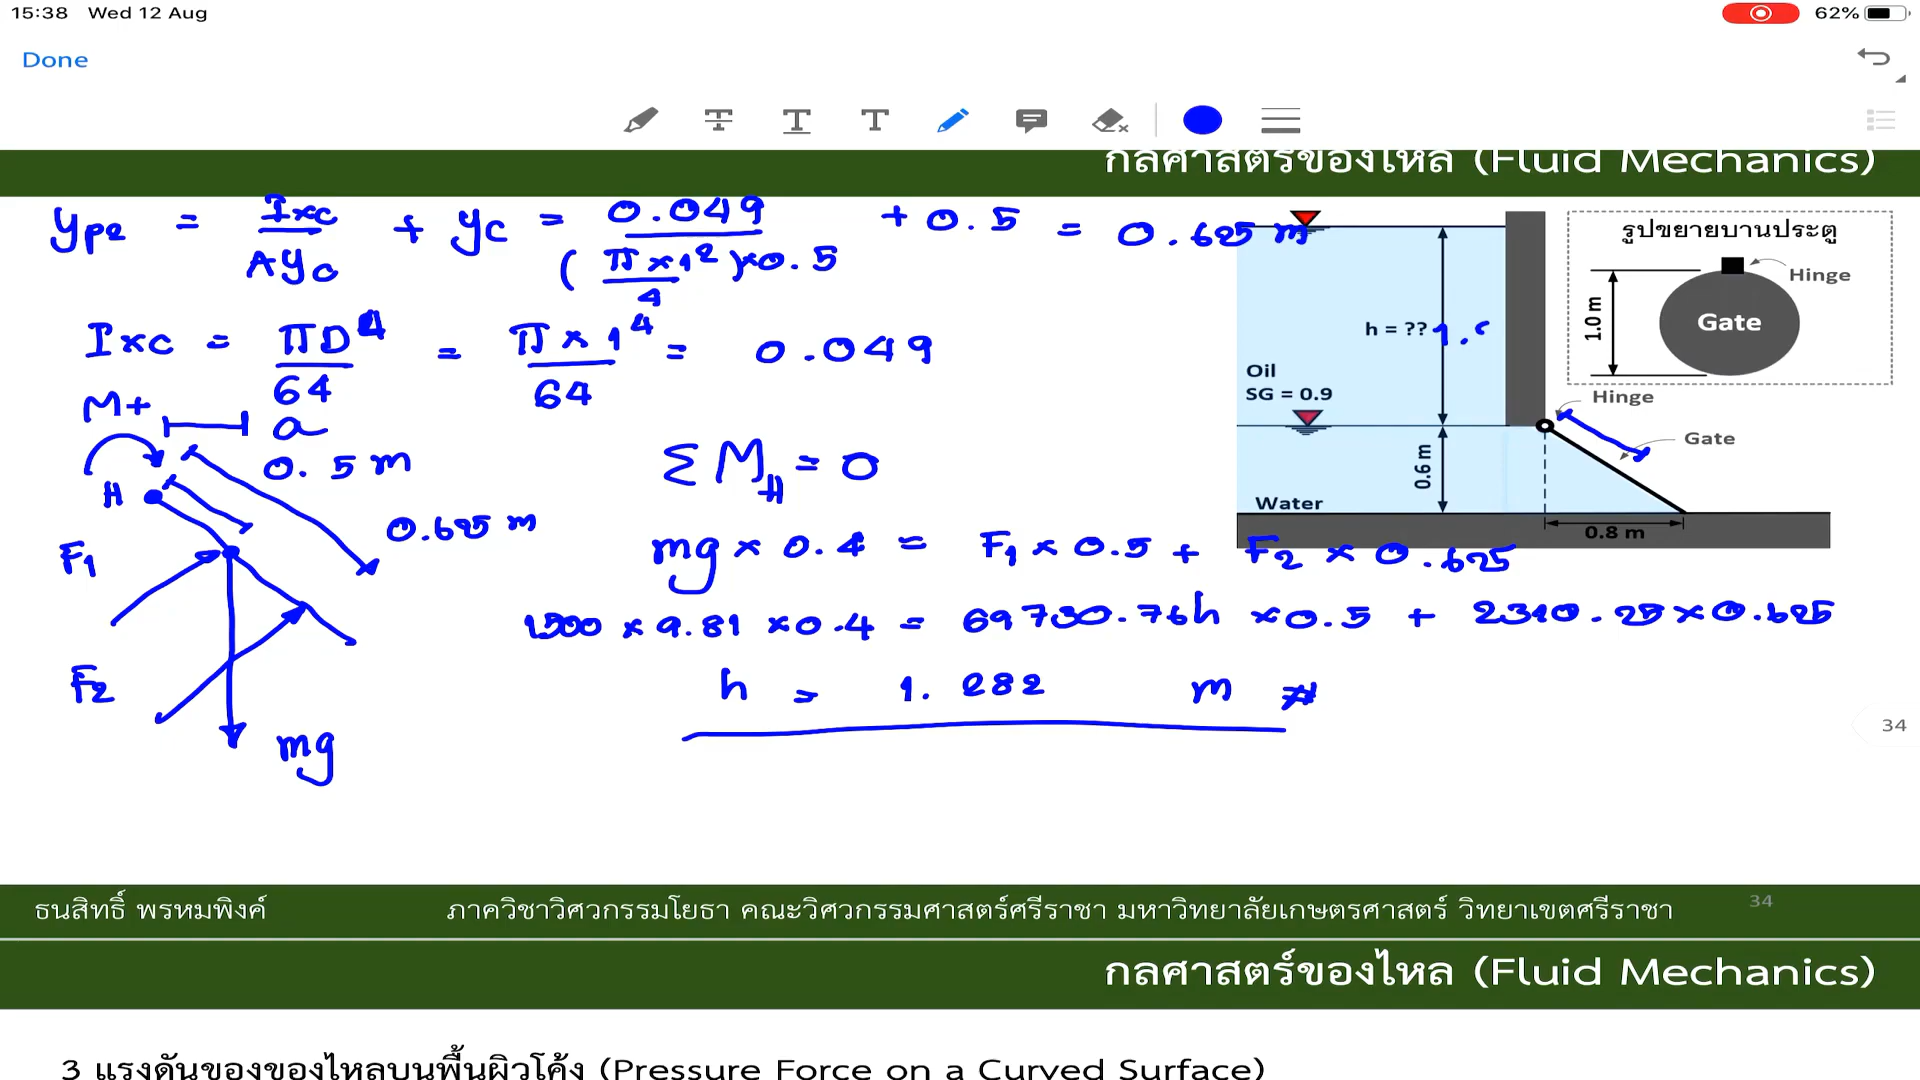 15:38 Wed 12 Aug
62%
Done
กลศาสตร์ของไหล (Fluid Mechanics)
yp2 = Ixc / Ayc + yc = 0.049 / (π×1² / 4)×0.5 + 0.5 = 0.625 m
Ixc = πD⁴ / 64 = π × 1⁴ / 64 = 0.049
M+
a
0.5 m
H
0.625 m
F1
F2
mg
ΣM_H = 0
mg × 0.4 = F1 × 0.5 + F2 × 0.625
1500 × 9.81 × 0.4 = 69730.76h × 0.5 + 2310.25 × 0.625
h = 1.282 m #
รูปขยายบานประตู
Hinge
1.0 m
Gate
h = ??
Oil
SG = 0.9
Hinge
Gate
0.6 m
Water
0.8 m
34
ธนสิทธิ์ พรหมพิงค์ ภาควิชาวิศวกรรมโยธา คณะวิศวกรรมศาสตร์ศรีราชา มหาวิทยาลัยเกษตรศาสตร์ วิทยาเขตศรีราชา 34
กลศาสตร์ของไหล (Fluid Mechanics)
3 แรงดันของของไหลบนพื้นผิวโค้ง (Pressure Force on a Curved Surface)